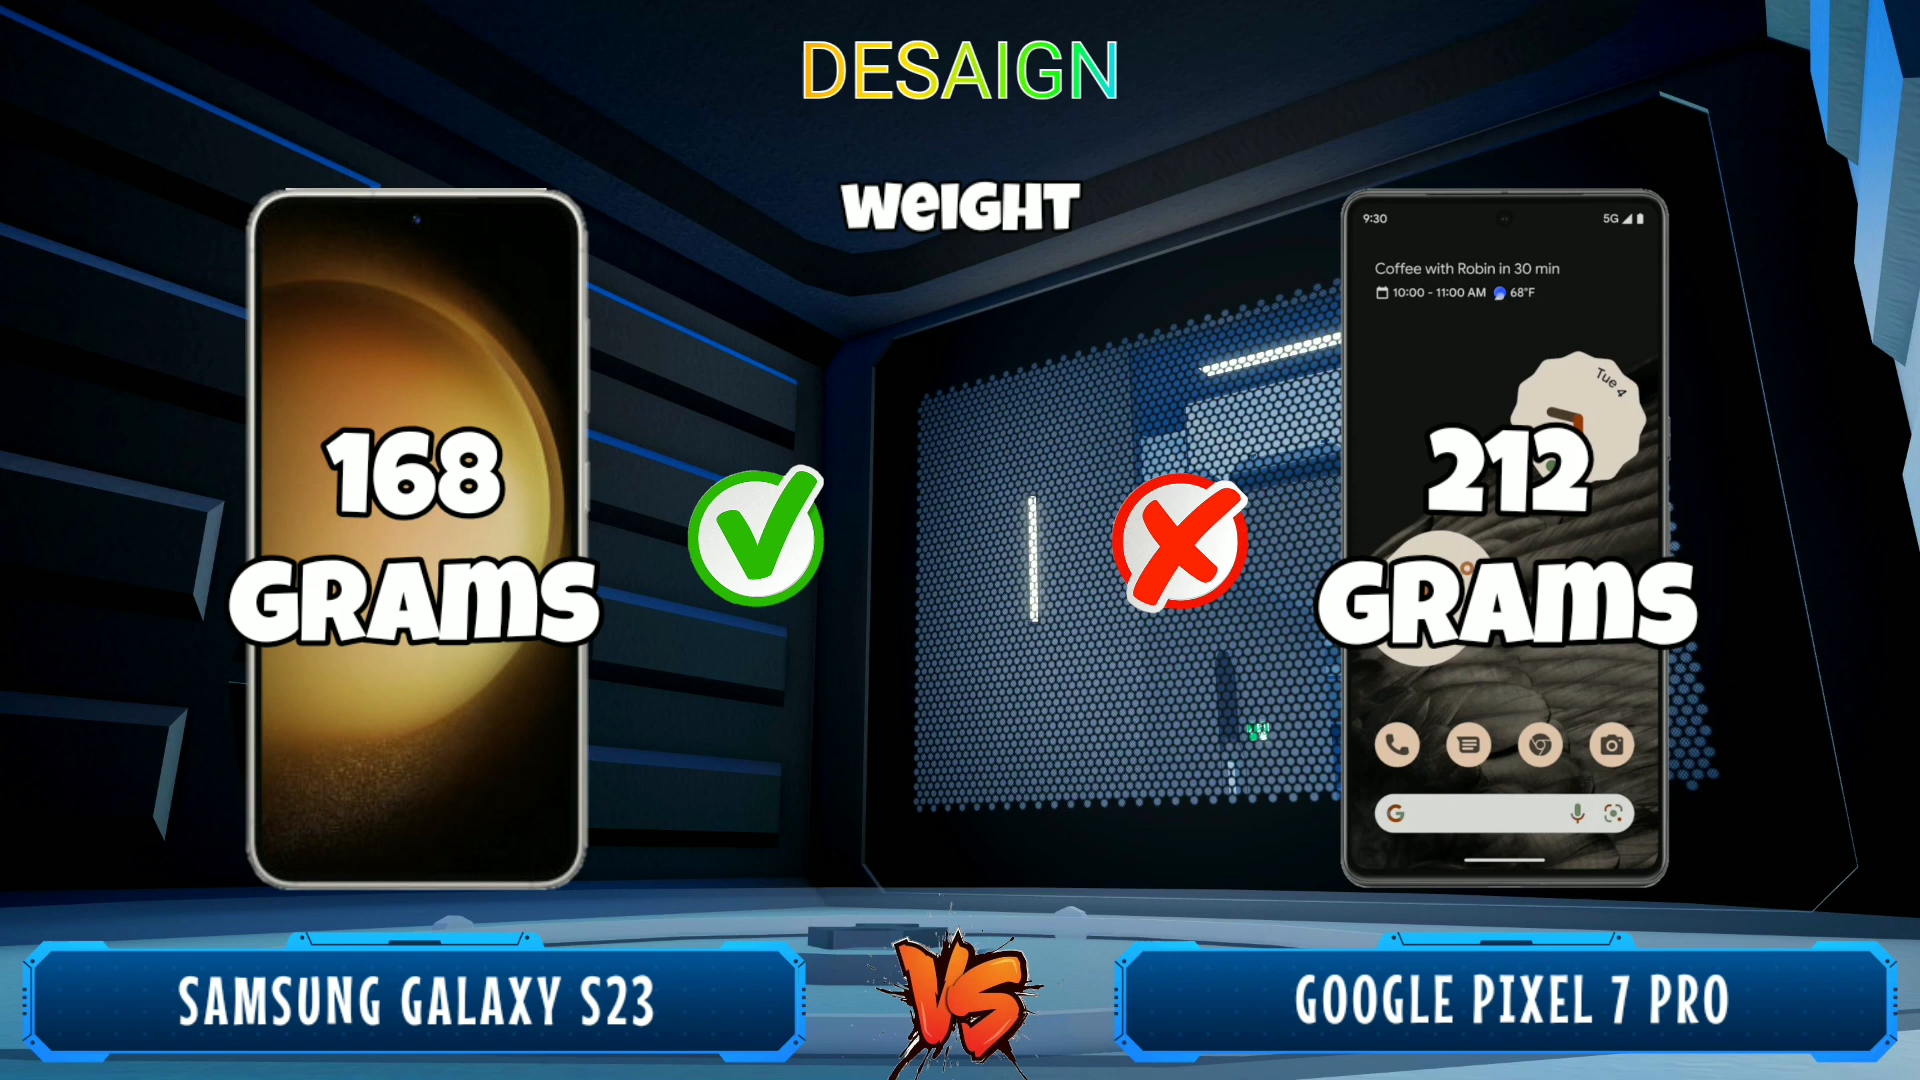 DESAIGN
WEIGHT
168
GRAMS
9:30
5G
Coffee with Robin in 30 min
10:00 - 11:00 AM 68°F
Tue 4
212
GRAMS
G
SAMSUNG GALAXY S23
VS
GOOGLE PIXEL 7 PRO